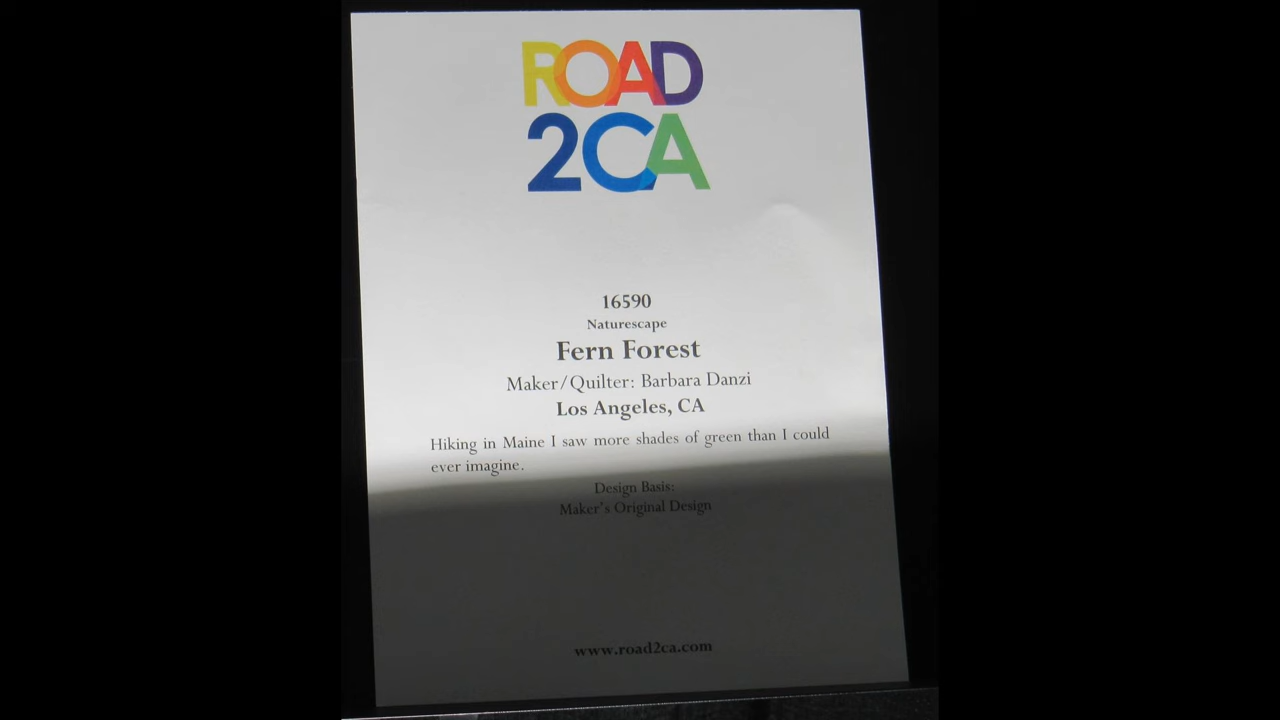 ROAD
2CA
16590
Naturescape
Fern Forest
Maker/Quilter: Barbara Danzi
Los Angeles, CA
Hiking in Maine I saw more shades of green than I could
ever imagine.
Design Basis:
Maker's Original Design
www.road2ca.com